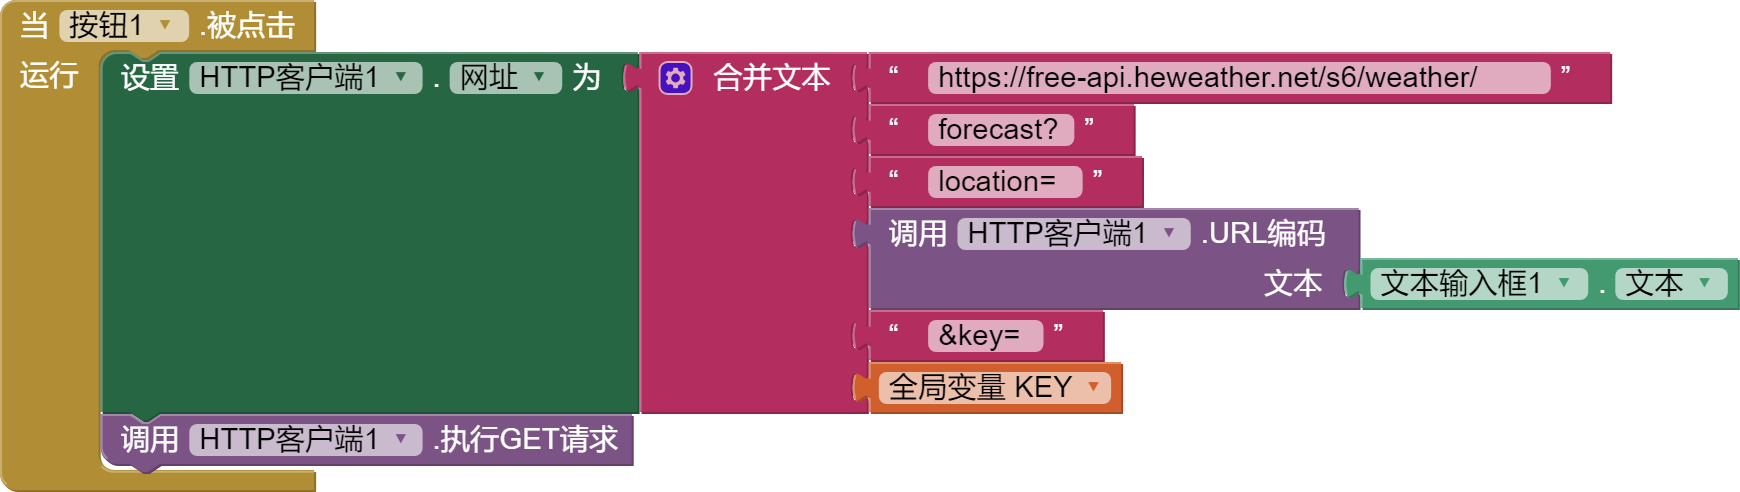 当 按钮1 .被点击
运行 设置 HTTP客户端1 . 网址 为 合并文本 “ https://free-api.heweather.net/s6/weather/ ”
“ forecast? ”
“ location= ”
调用 HTTP客户端1 .URL编码
文本 文本输入框1 . 文本
“ &key= ”
全局变量 KEY
调用 HTTP客户端1 .执行GET请求